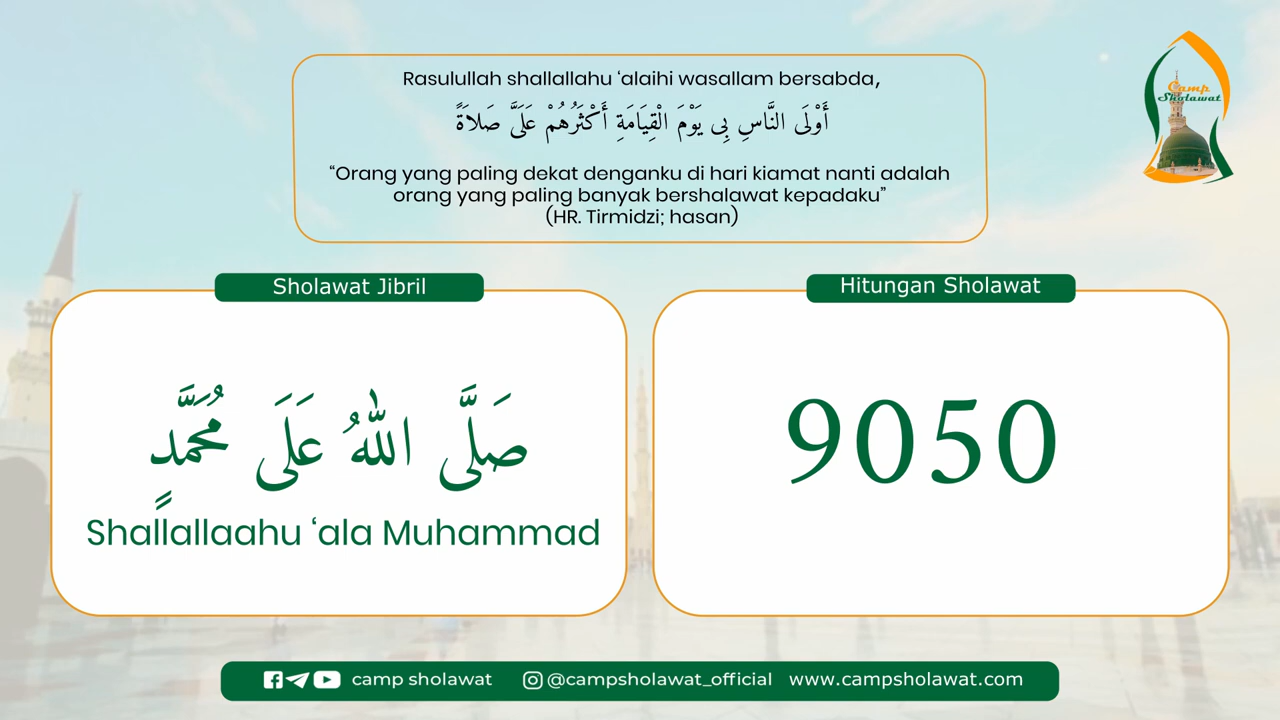 Rasulullah shallallahu ‘alaihi wasallam bersabda,
أَوْلَى النَّاسِ بِى يَوْمَ الْقِيَامَةِ أَكْثَرُهُمْ عَلَىَّ صلاَةً
“Orang yang paling dekat denganku di hari kiamat nanti adalah
orang yang paling banyak bershalawat kepadaku”
(HR. Tirmidzi; hasan)
Camp
Sholawat
Sholawat Jibril
صَلَّى اللهُ عَلَى مُحَمَّدٍ
Shallallaahu ‘ala Muhammad
Hitungan Sholawat
9050
camp sholawat @campsholawat_official www.campsholawat.com